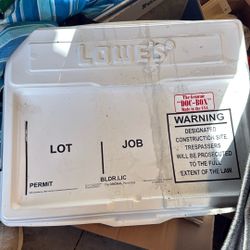 LOWE'S
The Genuine
"DOC-BOX"
Made in the USA
WARNING
DESIGNATED
CONSTRUCTION SITE.
TRESPASSERS
WILL BE PROSECUTED
TO THE FULL
EXTENT OF THE LAW
LOT
JOB
PERMIT
BLDR.LIC